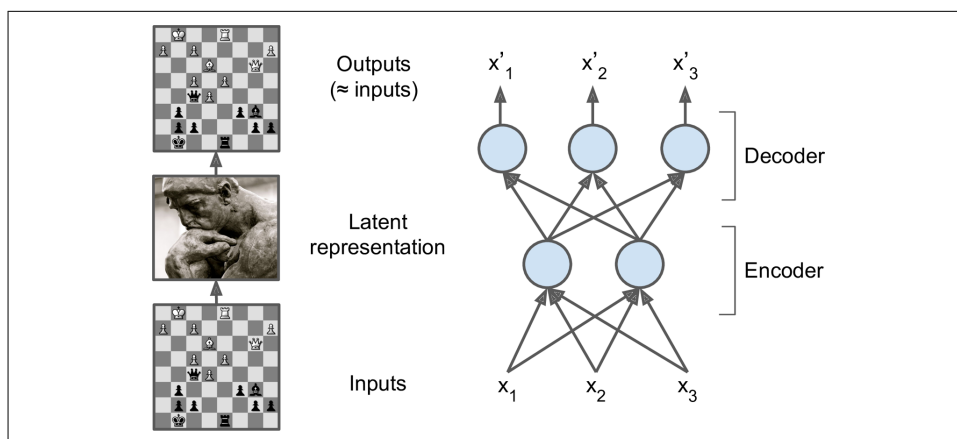 Outputs
(≈ inputs)
x'₁ x'₂ x'₃
Decoder
Latent
representation
Encoder
Inputs
x₁ x₂ x₃